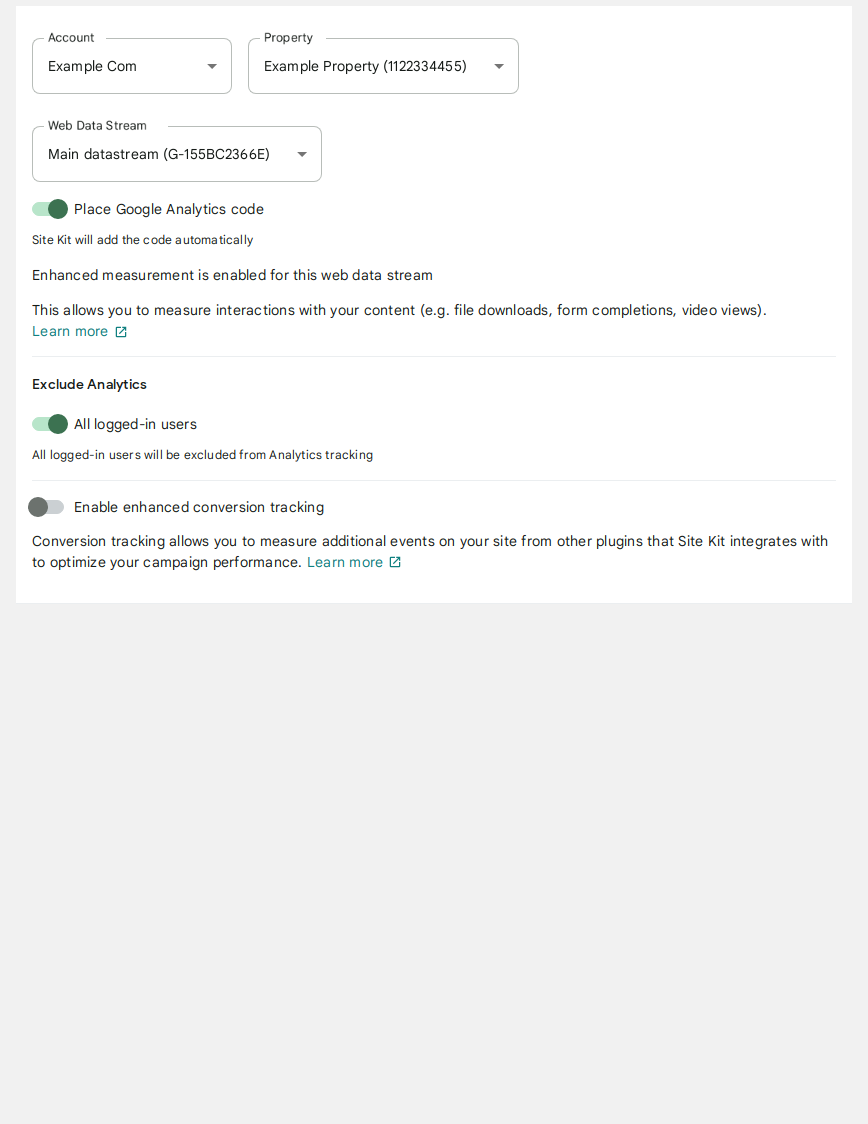 Account
Property
Example Com
Example Property (1122334455)
Web Data Stream
Main datastream (G-155BC2366E)
Place Google Analytics code
Site Kit will add the code automatically
Enhanced measurement is enabled for this web data stream
This allows you to measure interactions with your content (e.g. file downloads, form completions, video views).
Learn more
Exclude Analytics
All logged-in users
All logged-in users will be excluded from Analytics tracking
Enable enhanced conversion tracking
Conversion tracking allows you to measure additional events on your site from other plugins that Site Kit integrates with
to optimize your campaign performance. Learn more